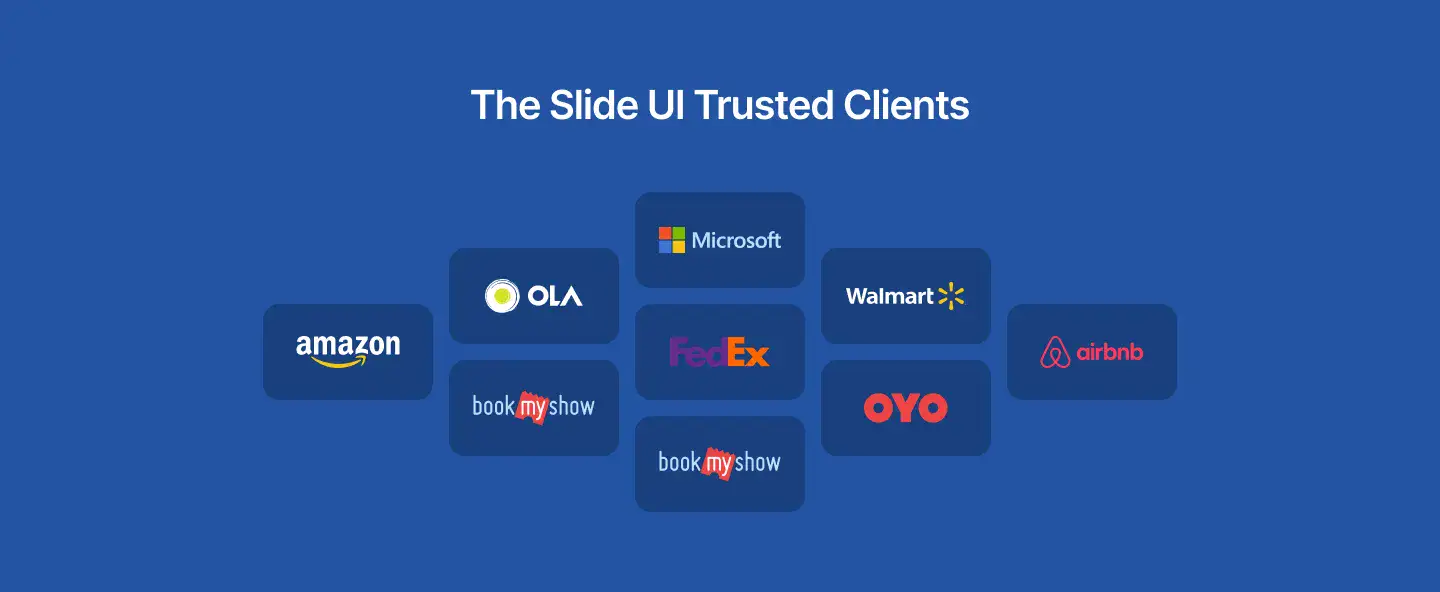 The Slide UI Trusted Clients
Microsoft
OLA
Walmart
amazon
FedEx
airbnb
bookmyshow
OYO
bookmyshow